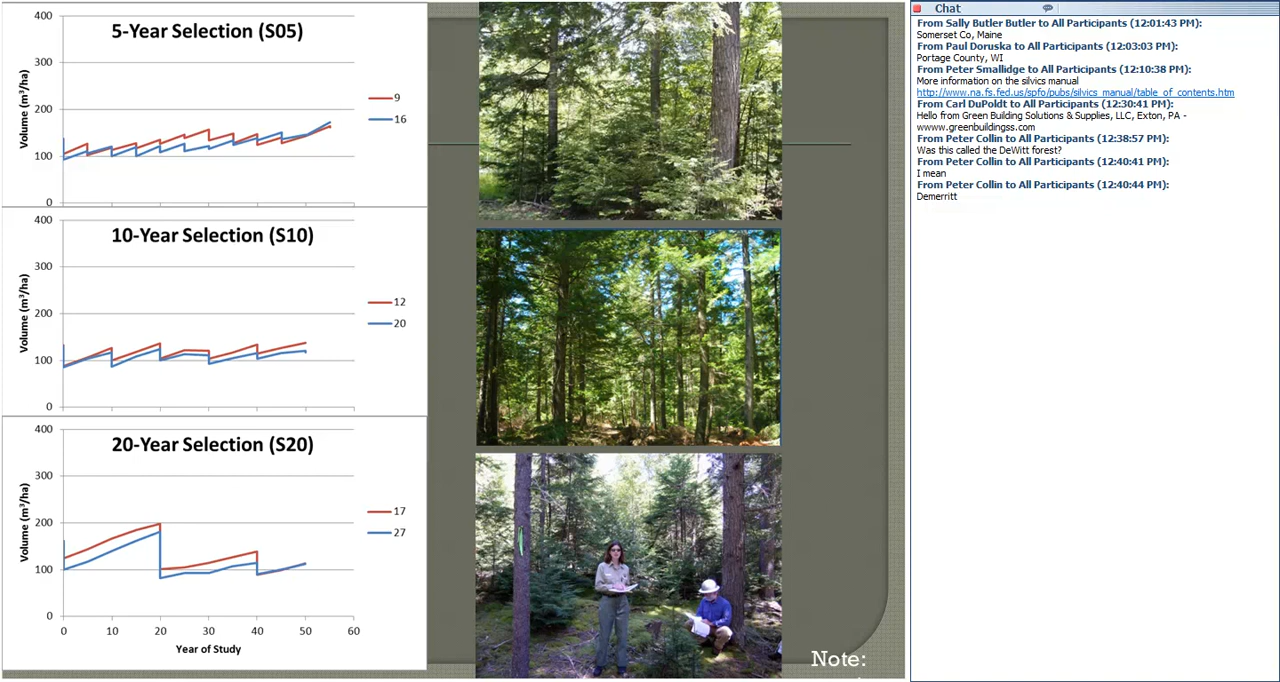 5-Year Selection (S05)
400
300
200
100
0
Volume (m³/ha)
9
16
10-Year Selection (S10)
400
300
200
100
0
Volume (m³/ha)
12
20
20-Year Selection (S20)
400
300
200
100
0
Volume (m³/ha)
17
27
0 10 20 30 40 50 60
Year of Study
Note:
Chat
From Sally Butler Butler to All Participants (12:01:43 PM):
Somerset Co, Maine
From Paul Doruska to All Participants (12:03:03 PM):
Portage County, WI
From Peter Smallidge to All Participants (12:10:38 PM):
More information on the silvics manual
http://www.na.fs.fed.us/spfo/pubs/silvics_manual/table_of_contents.htm
From Carl DuPoldt to All Participants (12:30:41 PM):
Hello from Green Building Solutions & Supplies, LLC, Exton, PA -
wwww.greenbuildingss.com
From Peter Collin to All Participants (12:38:57 PM):
Was this called the DeWitt forest?
From Peter Collin to All Participants (12:40:41 PM):
I mean
From Peter Collin to All Participants (12:40:44 PM):
Demerritt